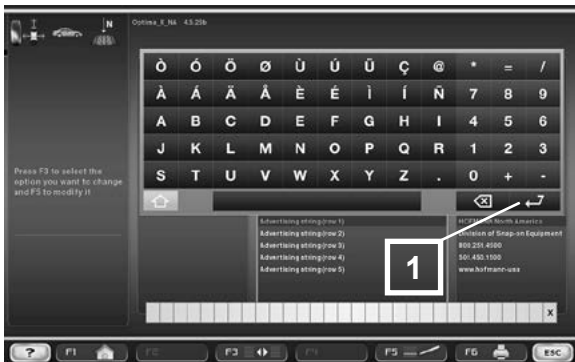 N
Optima_II_NA 4.3.25b
Ò Ó Ö Ø Ù Ú Ü Ç @ * = /
À Á Ä Å È É Ì Í Ñ 7 8 9
A B C D E F G H I 4 5 6
J K L M N O P Q R 1 2 3
S T U V W X Y Z . 0 + -
Press F3 to select the
option you want to change
and F5 to modify it
Advertising string(row 1)
Advertising string(row 2)
Advertising string(row 3)
Advertising string(row 4)
Advertising string(row 5)
North America
Division of Snap-on Equipment
800.251.4500
501.450.1500
www.hofmann-usa
1
X
? F1 F2 F3 F4 F5 F6 ESC